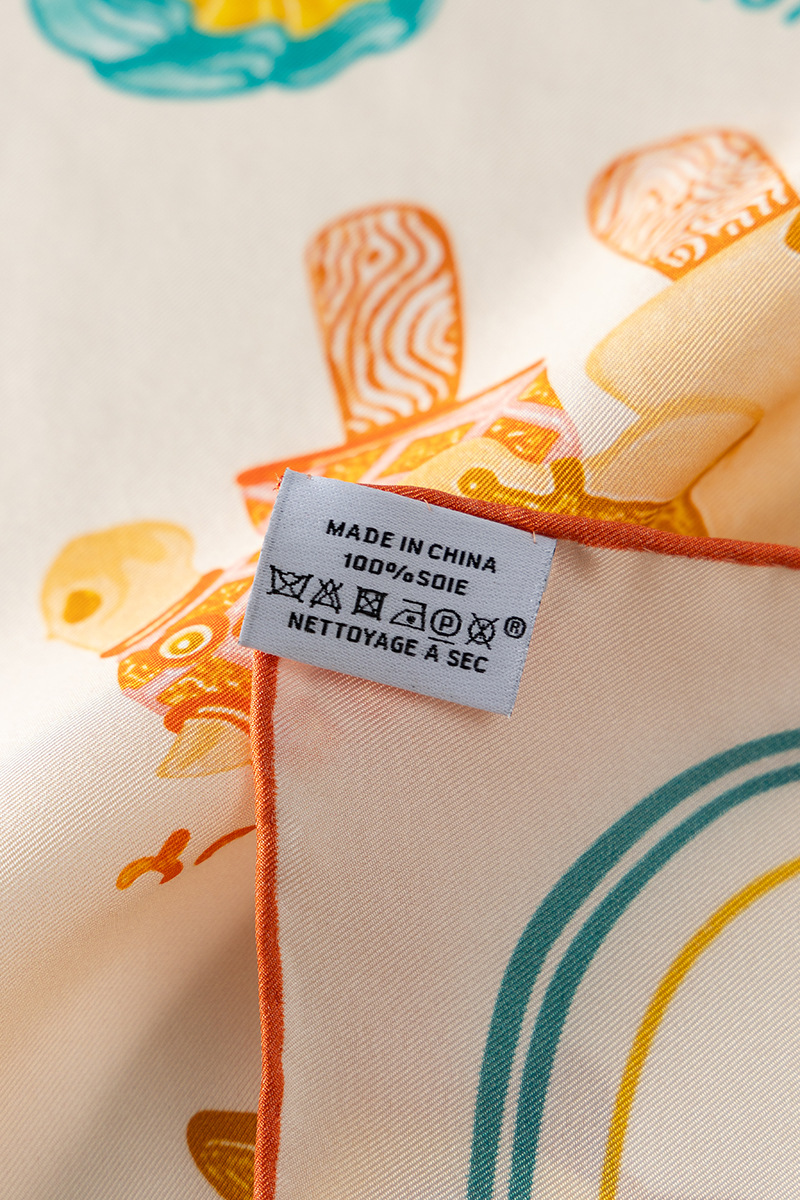 MADE IN CHINA
100%SOIE
P ®
NETTOYAGE À SEC